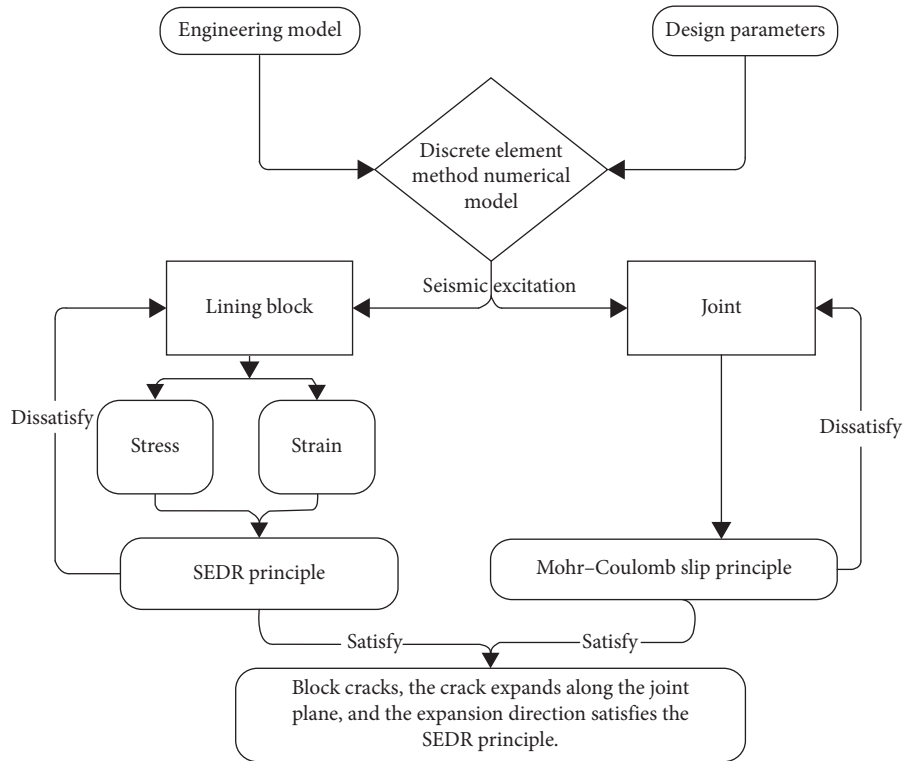 Engineering model
Design parameters
Discrete element
method numerical
model
Seismic excitation
Lining block
Joint
Dissatisfy
Stress
Strain
Dissatisfy
SEDR principle
Mohr–Coulomb slip principle
Satisfy
Satisfy
Block cracks, the crack expands along the joint
plane, and the expansion direction satisfies the
SEDR principle.